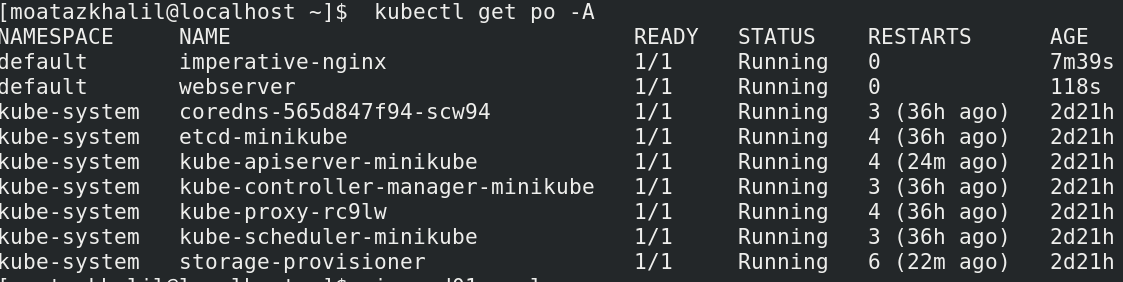 [moatazkhalil@localhost ~]$  kubectl get po -A
NAMESPACE     NAME                               READY   STATUS    RESTARTS      AGE
default       imperative-nginx                   1/1     Running   0             7m39s
default       webserver                          1/1     Running   0             118s
kube-system   coredns-565d847f94-scw94           1/1     Running   3 (36h ago)   2d21h
kube-system   etcd-minikube                      1/1     Running   4 (36h ago)   2d21h
kube-system   kube-apiserver-minikube            1/1     Running   4 (24m ago)   2d21h
kube-system   kube-controller-manager-minikube   1/1     Running   3 (36h ago)   2d21h
kube-system   kube-proxy-rc9lw                   1/1     Running   4 (36h ago)   2d21h
kube-system   kube-scheduler-minikube            1/1     Running   3 (36h ago)   2d21h
kube-system   storage-provisioner                1/1     Running   6 (22m ago)   2d21h